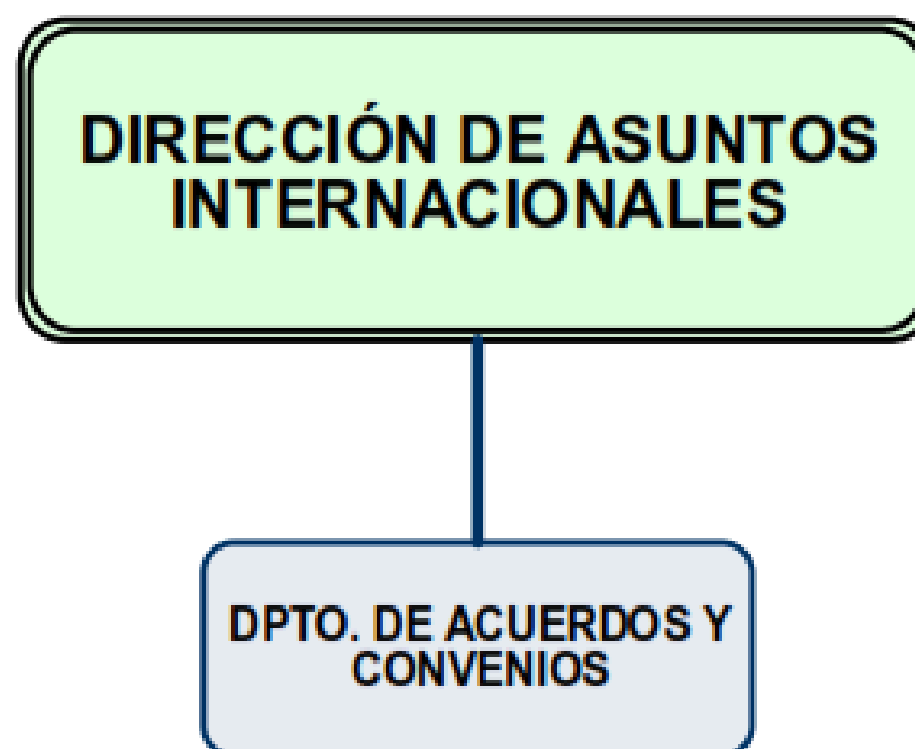 DIRECCIÓN DE ASUNTOS
INTERNACIONALES
DPTO. DE ACUERDOS Y
CONVENIOS